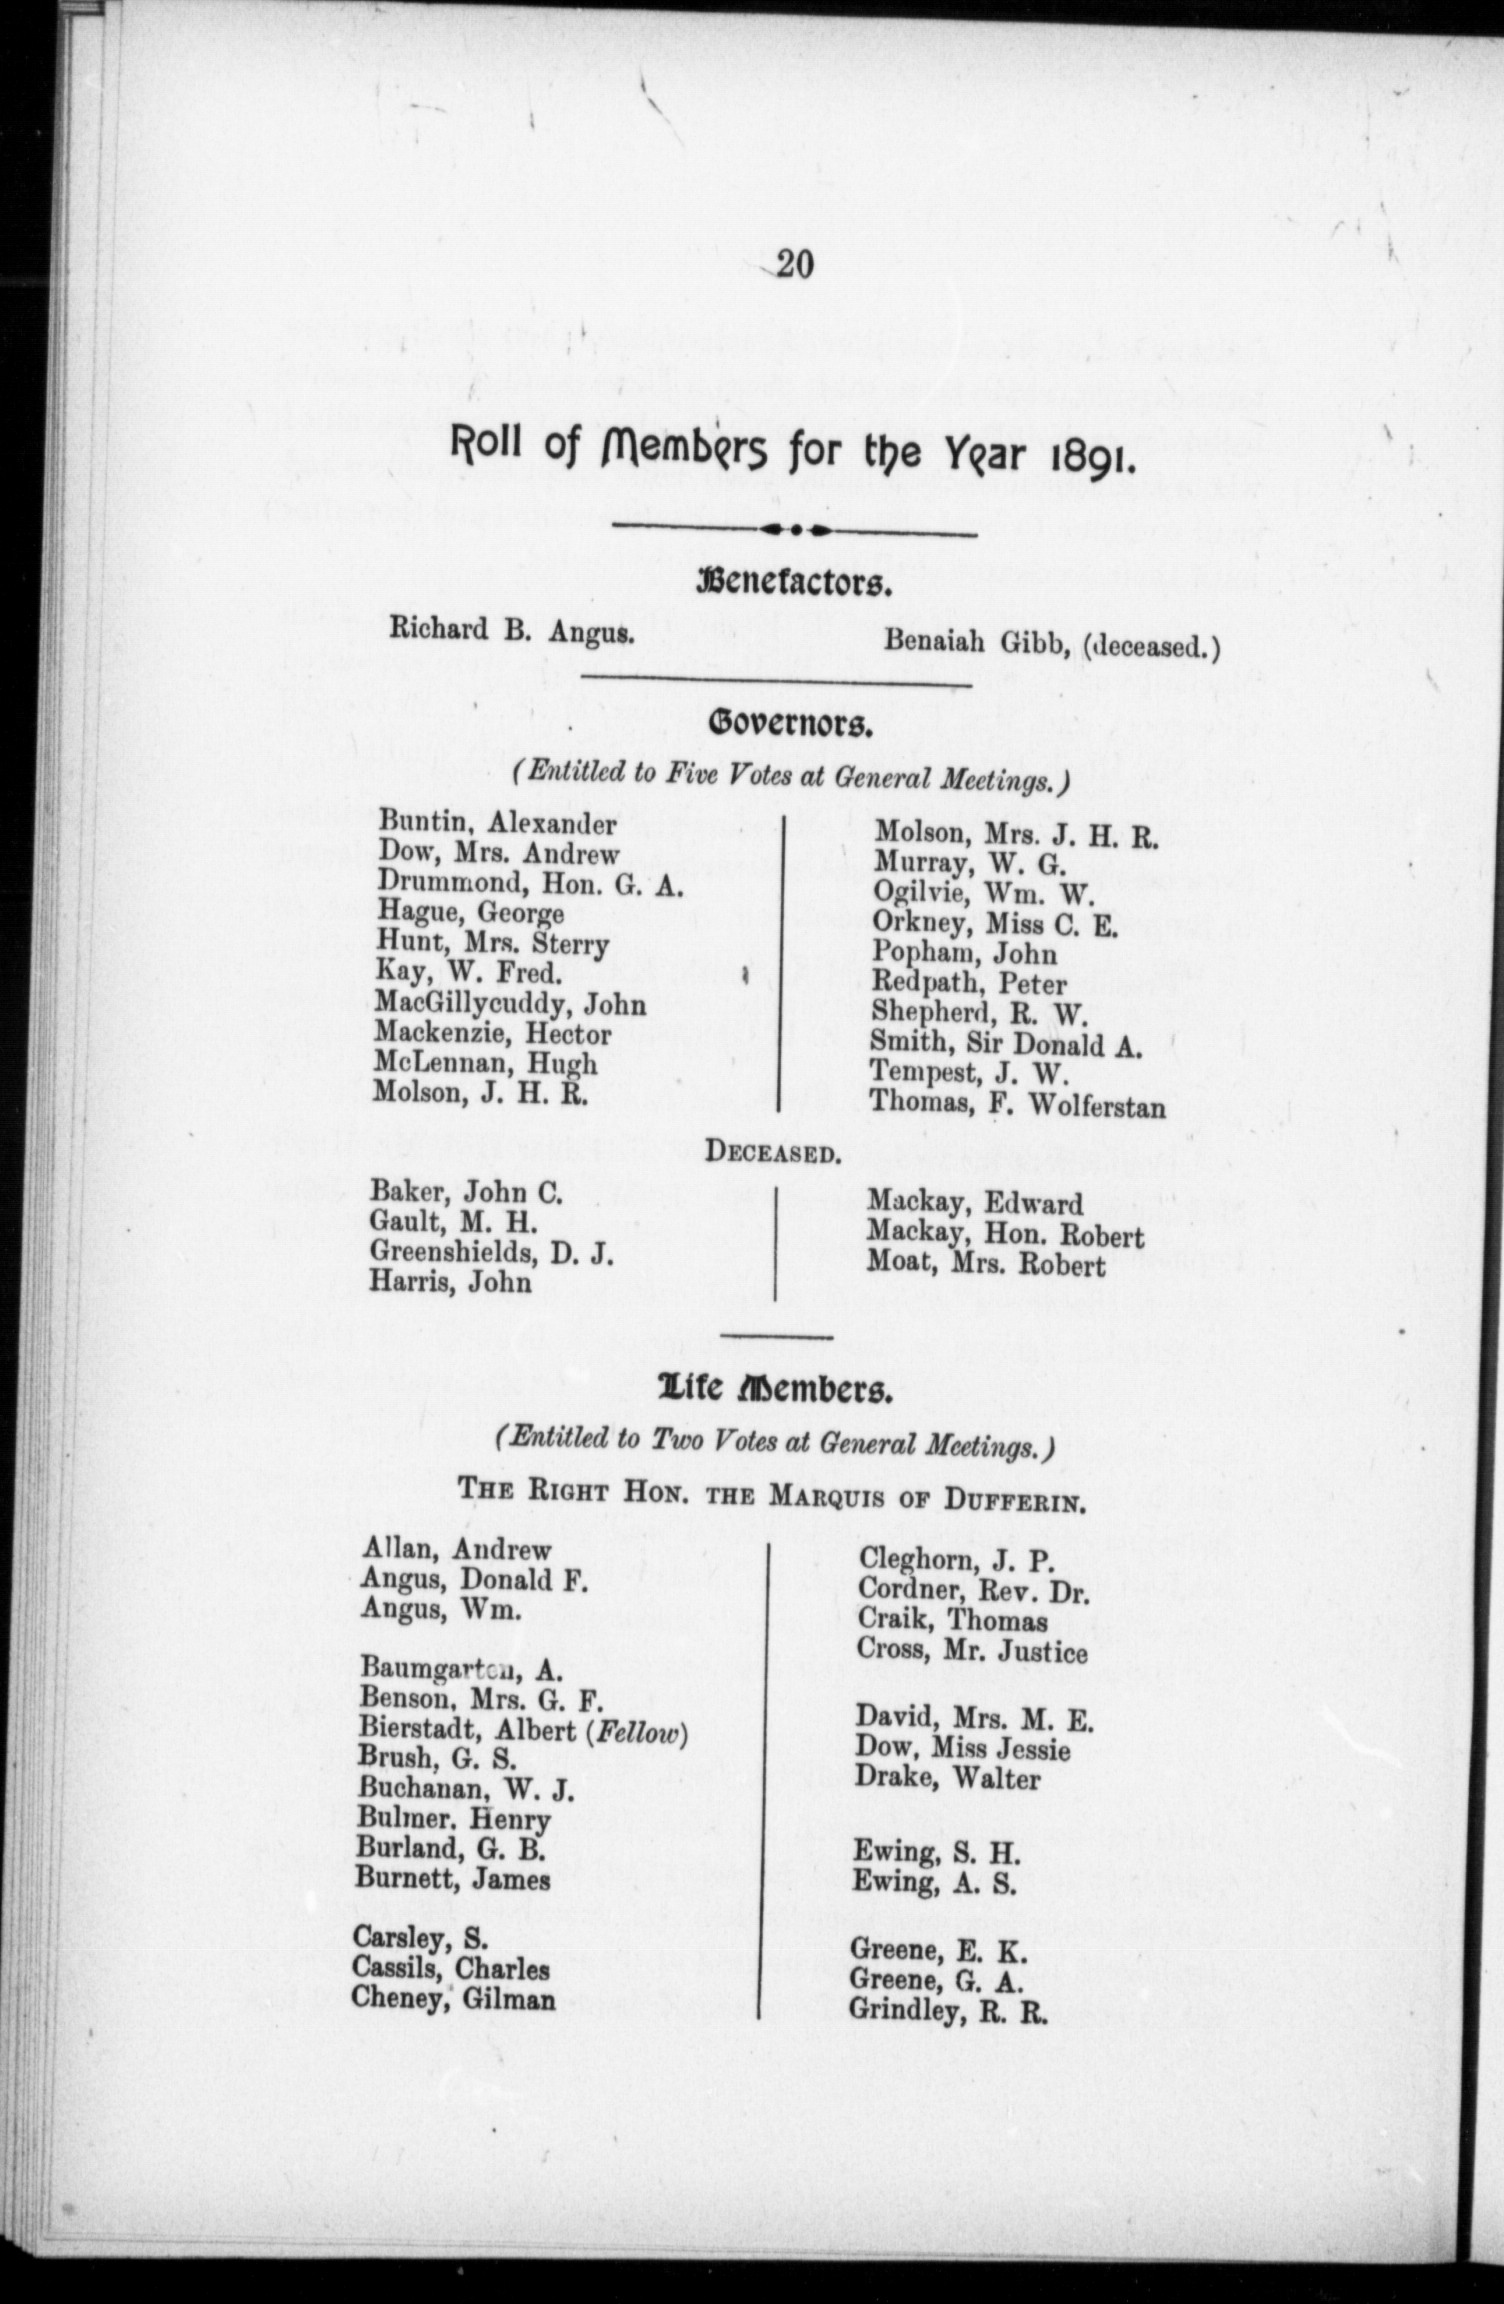 20
Roll of Members for the Year 1891.
Benefactors.
Richard B. Angus.
Benaiah Gibb, (deceased.)
Governors.
(Entitled to Five Votes at General Meetings.)
Buntin, Alexander
Dow, Mrs. Andrew
Drummond, Hon. G. A.
Hague, George
Hunt, Mrs. Sterry
Kay, W. Fred.
MacGillycuddy, John
Mackenzie, Hector
McLennan, Hugh
Molson, J. H. R.
Molson, Mrs. J. H. R.
Murray, W. G.
Ogilvie, Wm. W.
Orkney, Miss C. E.
Popham, John
Redpath, Peter
Shepherd, R. W.
Smith, Sir Donald A.
Tempest, J. W.
Thomas, F. Wolferstan
DECEASED.
Baker, John C.
Gault, M. H.
Greenshields, D. J.
Harris, John
Mackay, Edward
Mackay, Hon. Robert
Moat, Mrs. Robert
Life Members.
(Entitled to Two Votes at General Meetings.)
THE RIGHT HON. THE MARQUIS OF DUFFERIN.
Allan, Andrew
Angus, Donald F.
Angus, Wm.
Baumgarten, A.
Benson, Mrs. G. F.
Bierstadt, Albert (Fellow)
Brush, G. S.
Buchanan, W. J.
Bulmer. Henry
Burland, G. B.
Burnett, James
Carsley, S.
Cassils, Charles
Cheney, Gilman
Cleghorn, J. P.
Cordner, Rev. Dr.
Craik, Thomas
Cross, Mr. Justice
David, Mrs. M. E.
Dow, Miss Jessie
Drake, Walter
Ewing, S. H.
Ewing, A. S.
Greene, E. K.
Greene, G. A.
Grindley, R. R.